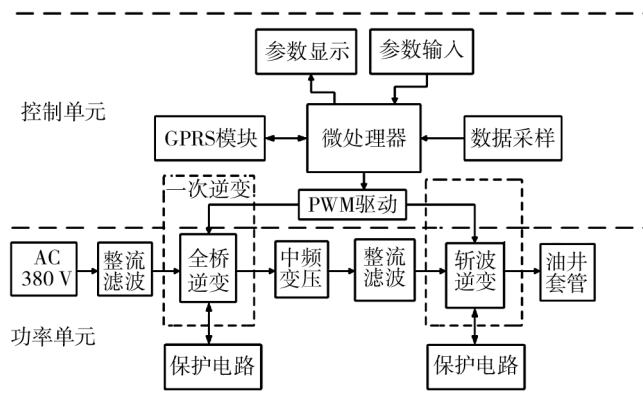 参数显示
参数输入
控制单元
GPRS模块
微处理器
数据采样
一次逆变
PWM驱动
AC
380 V
整流
滤波
全桥
逆变
中频
变压
整流
滤波
斩波
逆变
油井
套管
功率单元
保护电路
保护电路